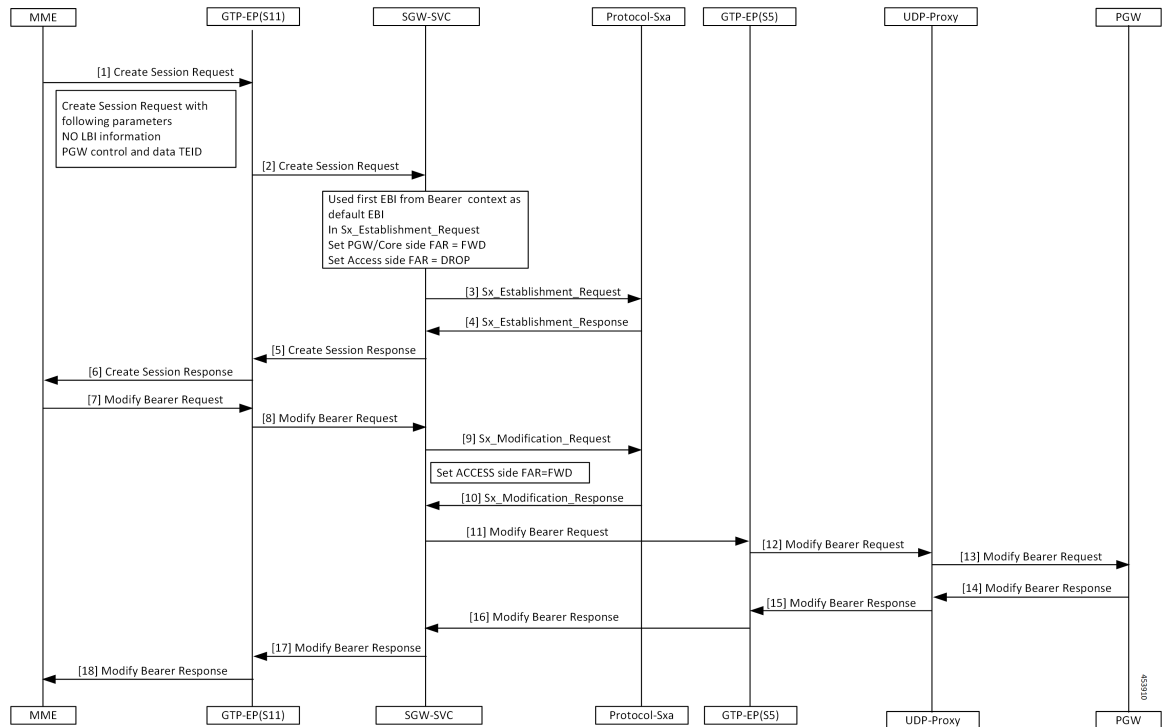 MME
GTP-EP(S11)
SGW-SVC
Protocol-Sxa
GTP-EP(S5)
UDP-Proxy
PGW
[1] Create Session Request
Create Session Request with
following parameters
NO LBI information
PGW control and data TEID
[2] Create Session Request
Used first EBI from Bearer context as
default EBI
In Sx_Establishment_Request
Set PGW/Core side FAR = FWD
Set Access side FAR = DROP
[3] Sx_Establishment_Request
[4] Sx_Establishment_Response
[5] Create Session Response
[6] Create Session Response
[7] Modify Bearer Request
[8] Modify Bearer Request
[9] Sx_Modification_Request
Set ACCESS side FAR=FWD
[10] Sx_Modification_Response
[11] Modify Bearer Request
[12] Modify Bearer Request
[13] Modify Bearer Request
[14] Modify Bearer Response
[15] Modify Bearer Response
[16] Modify Bearer Response
[17] Modify Bearer Response
[18] Modify Bearer Response
453910
MME
GTP-EP(S11)
SGW-SVC
Protocol-Sxa
GTP-EP(S5)
UDP-Proxy
PGW